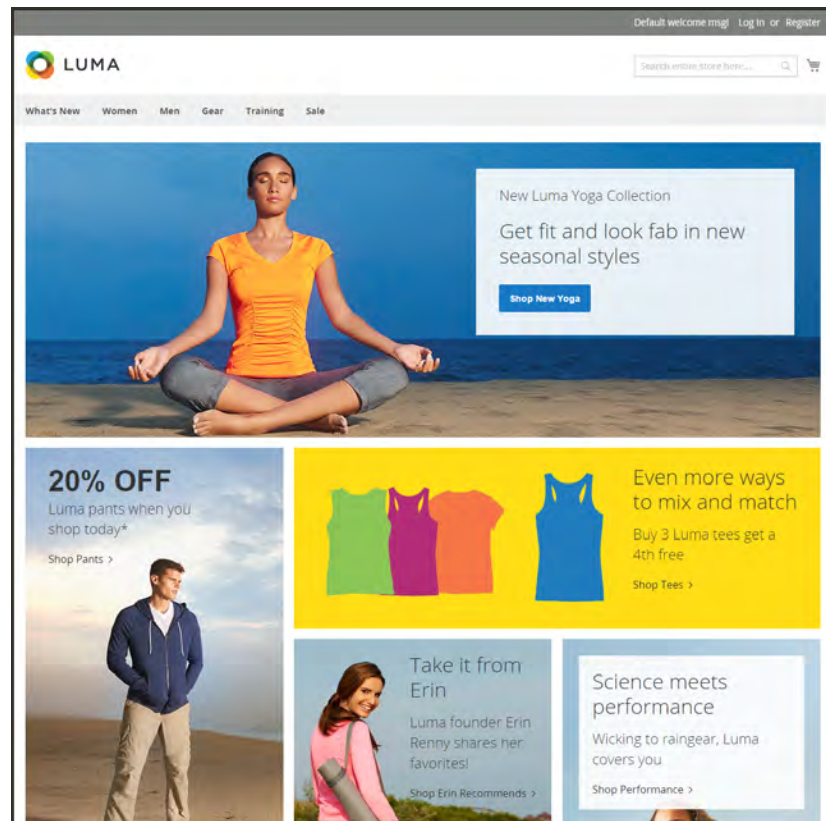 Default welcome msg! Log In or Register
LUMA
Search entire store here...
What's New Women Men Gear Training Sale
New Luma Yoga Collection
Get fit and look fab in new
seasonal styles
Shop New Yoga
20% OFF
Luma pants when you
shop today*
Shop Pants >
Even more ways
to mix and match
Buy 3 Luma tees get a
4th free
Shop Tees >
Take it from
Erin
Luma founder Erin
Renny shares her
favorites!
Shop Erin Recommends >
Science meets
performance
Wicking to raingear, Luma
covers you
Shop Performance >